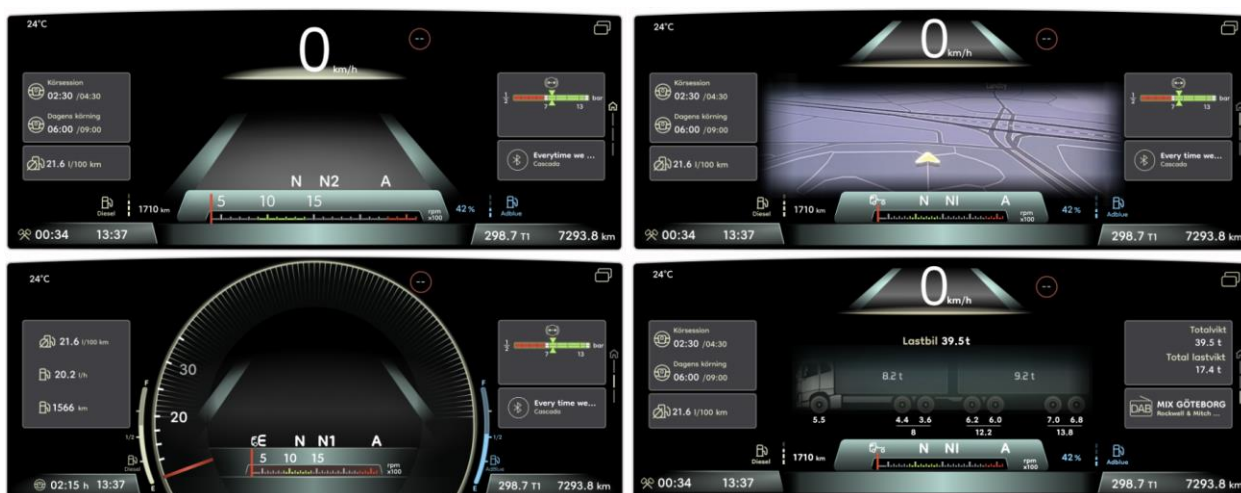 24°C
0
km/h
--
Körsession
02:30 /04:30
Dagens körning
06:00 /09:00
21.6 l/100 km
bar
7 13
Everytime we ...
Cascada
N N2 A
5 10 15
rpm
x100
Diesel
1710 km
42%
Adblue
00:34 13:37
298.7 T1 7293.8 km
24°C
0
km/h
--
Körsession
02:30 /04:30
Dagens körning
06:00 /09:00
21.6 l/100 km
bar
7 13
Every time we ...
Cascada
Lundby
N NI A
rpm
x100
Diesel
1710 km
42%
Adblue
00:34 13:37
298.7 T1 7293.8 km
24°C
--
21.6 l/100 km
20.2 l/h
1566 km
30
20
F
1/2
E
Diesel
bar
7 13
Every time we...
Cascada
E N N1 A
5 10 15
rpm
x100
F
1/2
E
Adblue
02:15 h 13:37
298.7 T1 7293.8 km
24°C
0
km/h
--
Körsession
02:30 /04:30
Dagens körning
06:00 /09:00
21.6 l/100 km
Lastbil 39.5 t
8.2 t 9.2 t
5.5 4.4 3.6 6.2 6.0 7.0 6.8
8 12.2 13.8
Totalvikt
39.5 t
Total lastvikt
17.4 t
DAB
MIX GÖTEBORG
Rockwell & Mitch ...
N NI A
rpm
x100
Diesel
1710 km
42%
Adblue
00:34 13:37
298.7 T1 7293.8 km